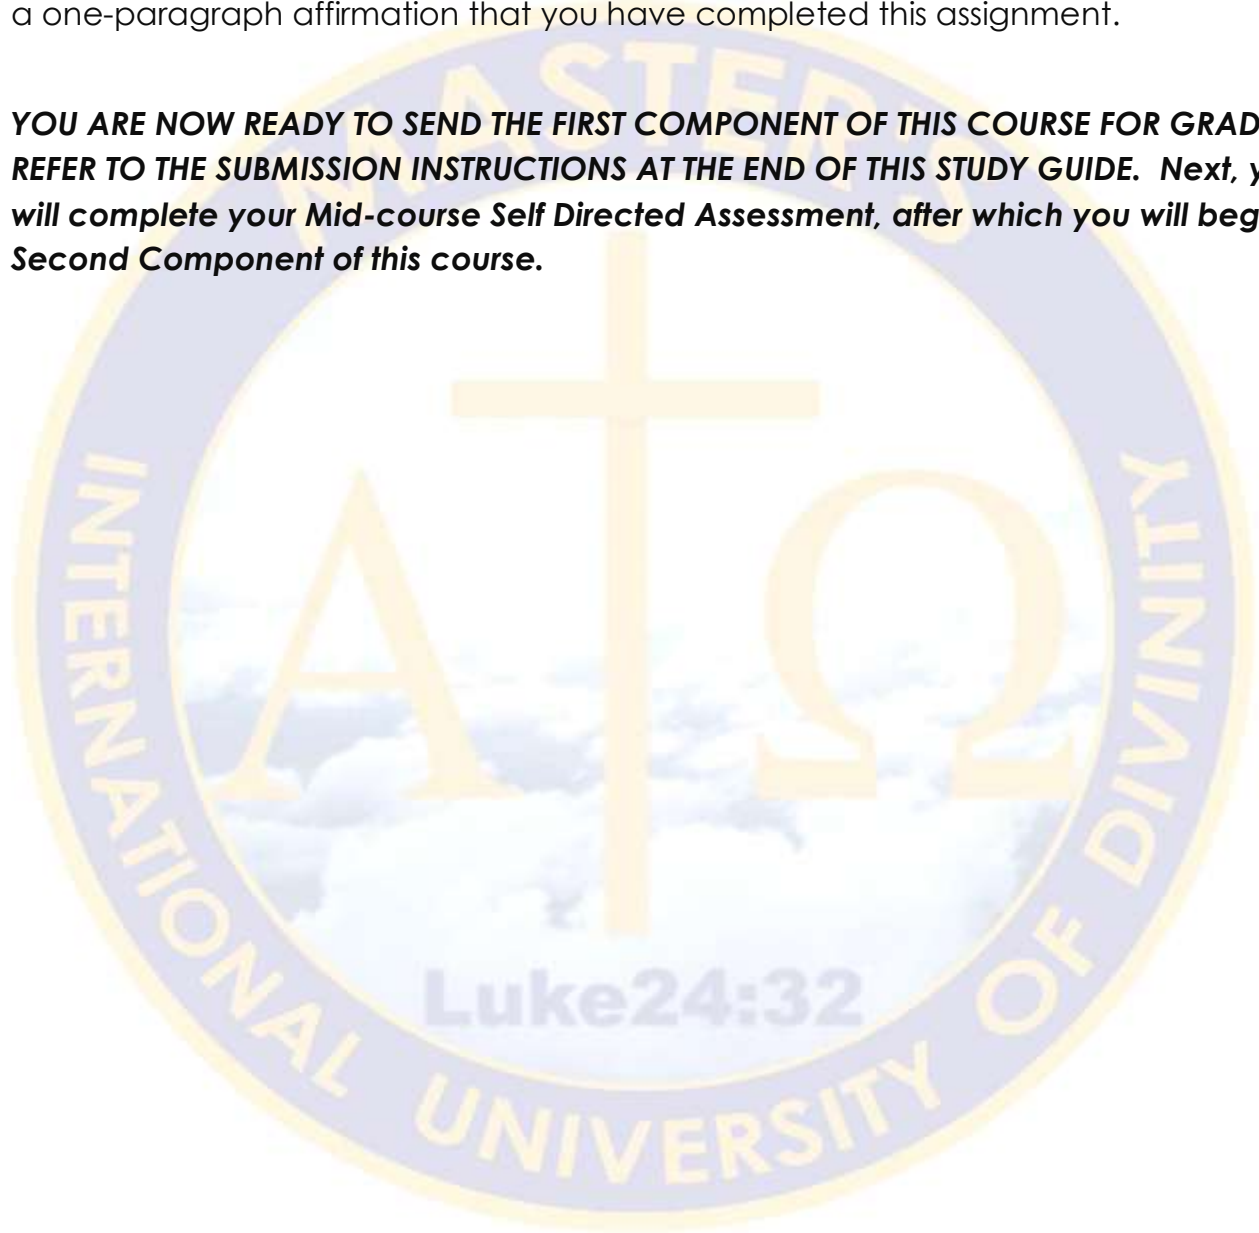 a one-paragraph affirmation that you have completed this assignment.
YOU ARE NOW READY TO SEND THE FIRST COMPONENT OF THIS COURSE FOR GRAD
REFER TO THE SUBMISSION INSTRUCTIONS AT THE END OF THIS STUDY GUIDE.  Next, y
will complete your Mid-course Self Directed Assessment, after which you will beg
Second Component of this course.
MASTER'S
INTERNATIONAL UNIVERSITY OF DIVINITY
Α Ω
Luke24:32